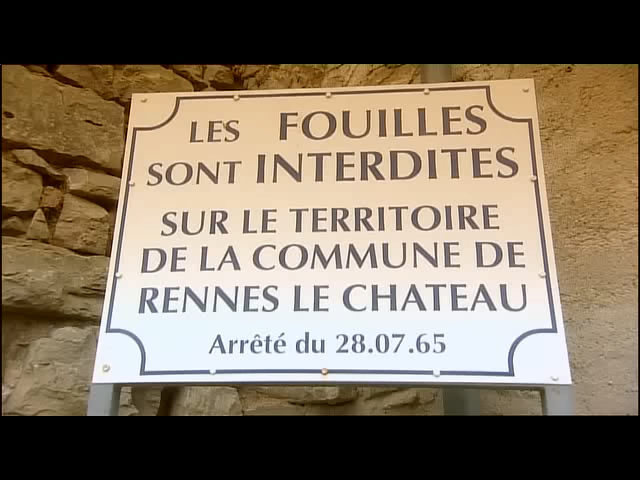 LES FOUILLES
SONT INTERDITES
SUR LE TERRITOIRE
DE LA COMMUNE DE
RENNES LE CHATEAU
Arrêté du 28.07.65